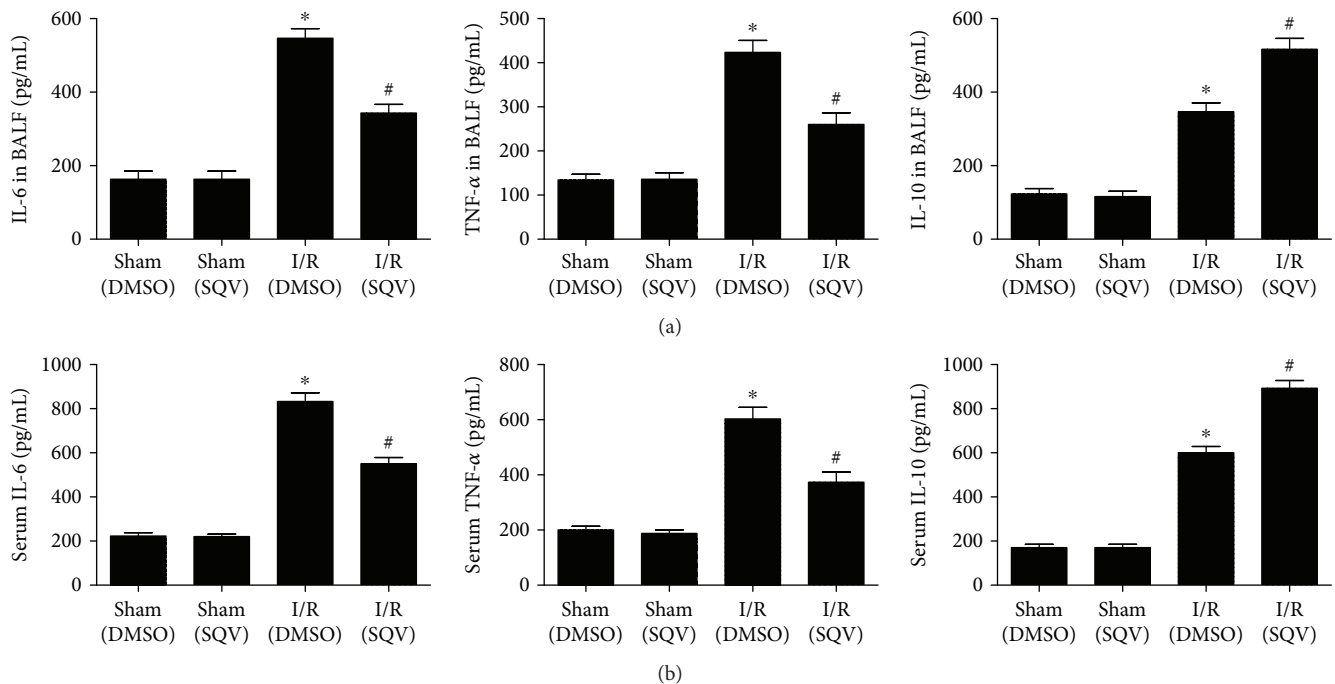 IL-6 in BALF (pg/mL)
600
400
200
0
*
#
Sham
(DMSO)
Sham
(SQV)
I/R
(DMSO)
I/R
(SQV)
TNF-α in BALF (pg/mL)
500
400
300
200
150
100
0
*
#
Sham
(DMSO)
Sham
(SQV)
I/R
(DMSO)
I/R
(SQV)
IL-10 in BALF (pg/mL)
600
400
200
0
*
#
Sham
(DMSO)
Sham
(SQV)
I/R
(DMSO)
I/R
(SQV)
(a)
Serum IL-6 (pg/mL)
1000
800
600
400
200
0
*
#
Sham
(DMSO)
Sham
(SQV)
I/R
(DMSO)
I/R
(SQV)
Serum TNF-α (pg/mL)
800
600
400
200
0
*
#
Sham
(DMSO)
Sham
(SQV)
I/R
(DMSO)
I/R
(SQV)
Serum IL-10 (pg/mL)
1000
800
600
400
200
0
*
#
Sham
(DMSO)
Sham
(SQV)
I/R
(DMSO)
I/R
(SQV)
(b)